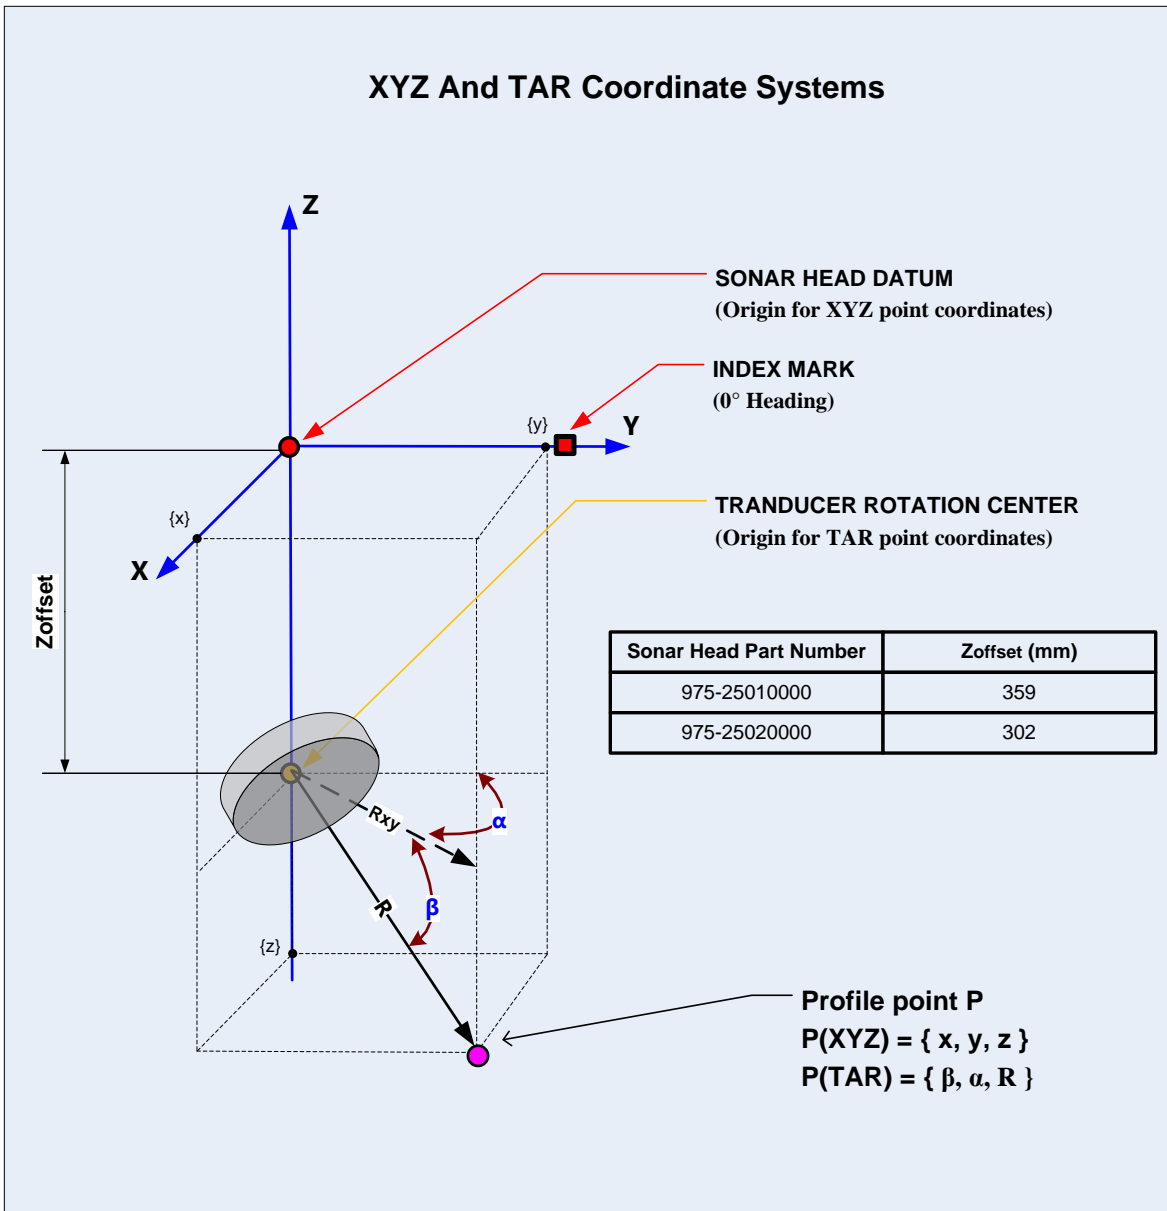 XYZ And TAR Coordinate Systems
Z
SONAR HEAD DATUM
(Origin for XYZ point coordinates)
INDEX MARK
(0° Heading)
{y}
Y
{x}
X
TRANDUCER ROTATION CENTER
(Origin for TAR point coordinates)
Zoffset
Sonar Head Part Number Zoffset (mm)
975-25010000 359
975-25020000 302
Rxy
α
R
β
{z}
Profile point P
P(XYZ) = { x, y, z }
P(TAR) = { β, α, R }